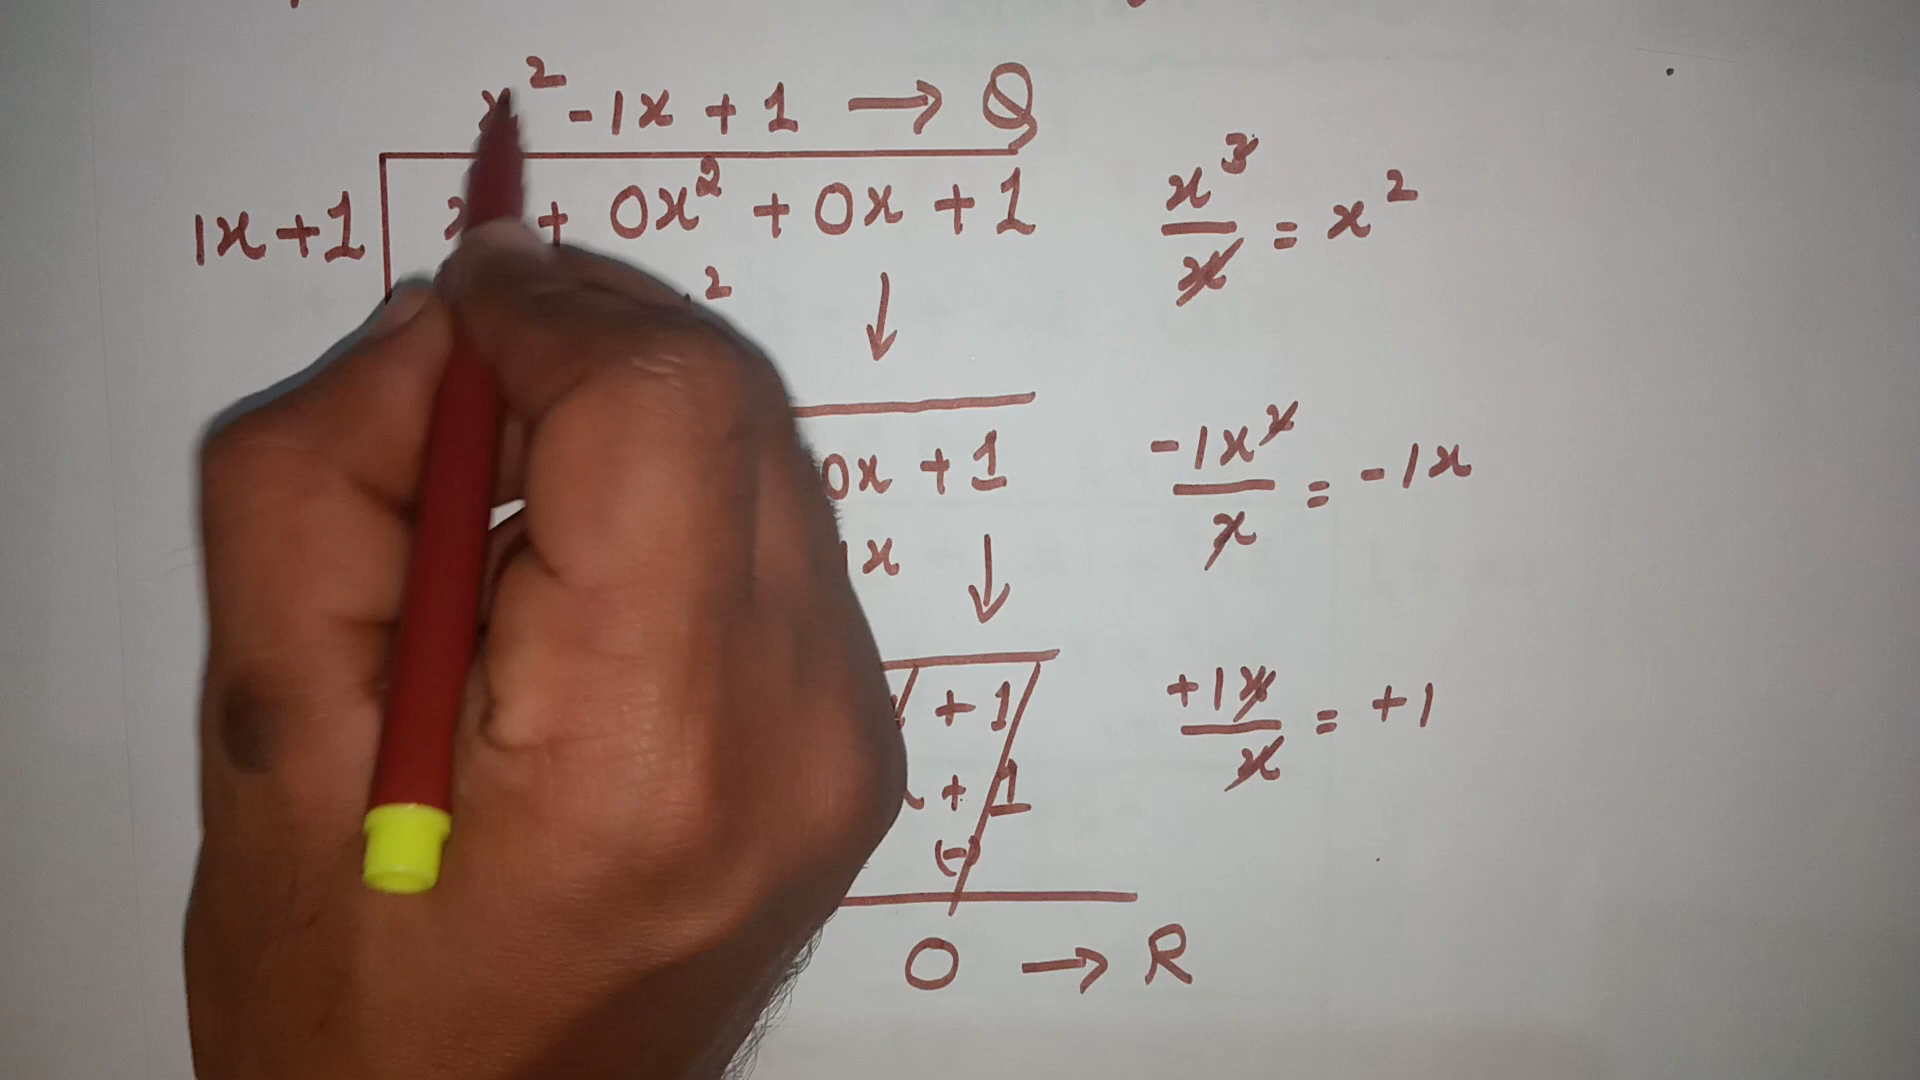 x² - 1x + 1 → Q
1x + 1
x + 0x² + 0x + 1
x³/x = x²
2
↓
0x + 1
-1x²/x = -1x
1x
↓
+ 1
+1x/x = +1
+ 1
(-)
0 → R